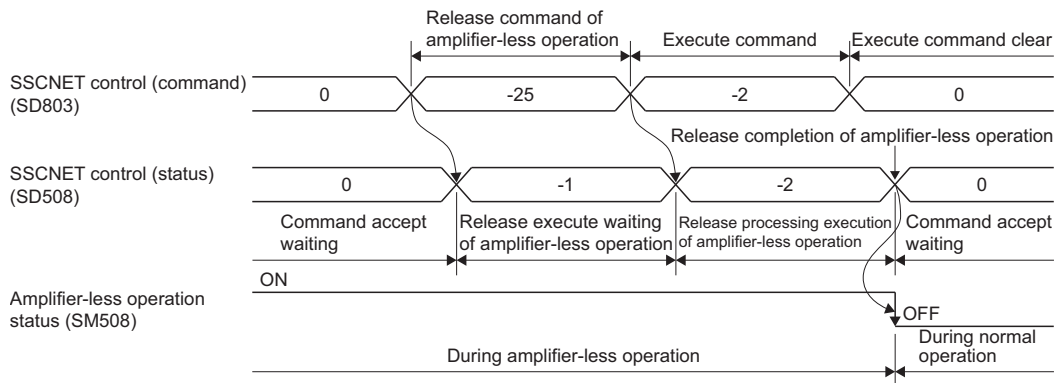 Release command of
amplifier-less operation
Execute command
Execute command clear
SSCNET control (command)
(SD803)
0
-25
-2
0
Release completion of amplifier-less operation
SSCNET control (status)
(SD508)
0
-1
-2
0
Command accept
waiting
Release execute waiting
of amplifier-less operation
Release processing execution
of amplifier-less operation
Command accept
waiting
ON
Amplifier-less operation
status (SM508)
OFF
During amplifier-less operation
During normal
operation